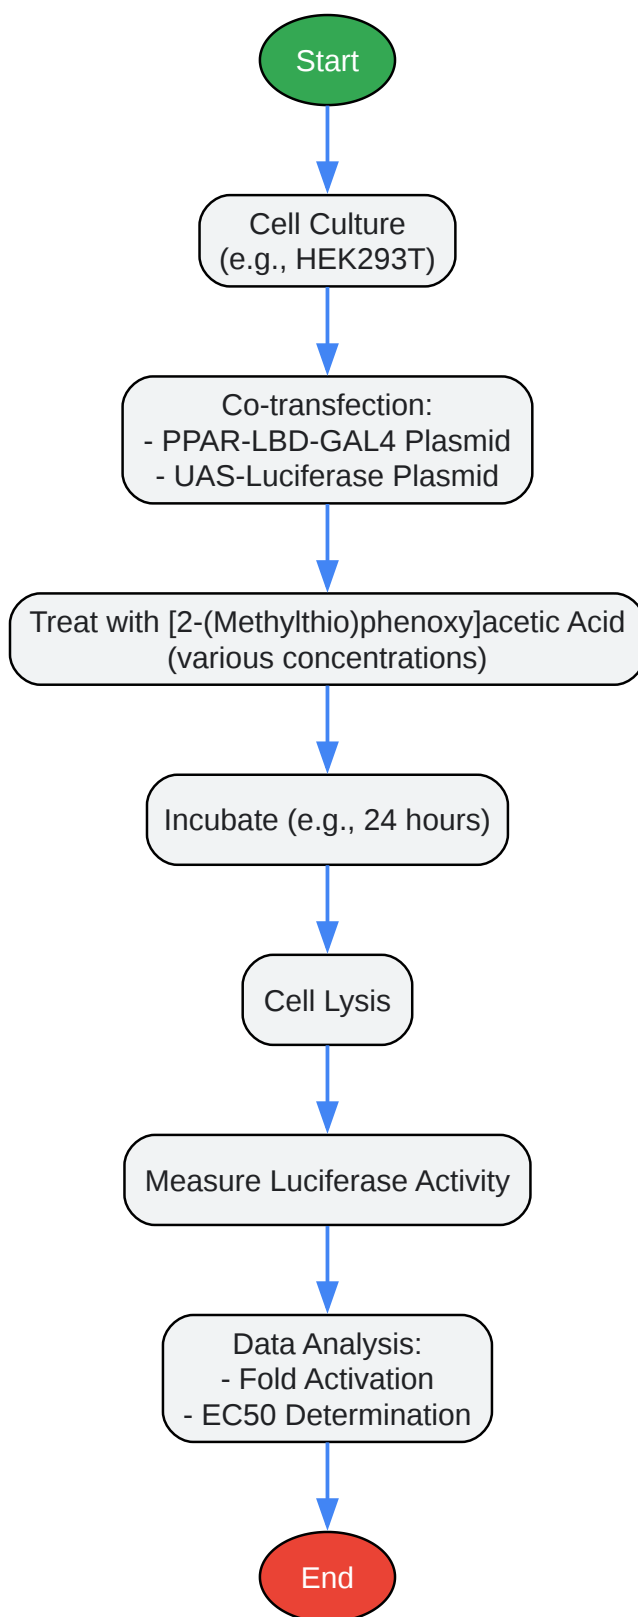 Start
Cell Culture
(e.g., HEK293T)
Co-transfection:
- PPAR-LBD-GAL4 Plasmid
- UAS-Luciferase Plasmid
Treat with [2-(Methylthio)phenoxy]acetic Acid
(various concentrations)
Incubate (e.g., 24 hours)
Cell Lysis
Measure Luciferase Activity
Data Analysis:
- Fold Activation
- EC50 Determination
End